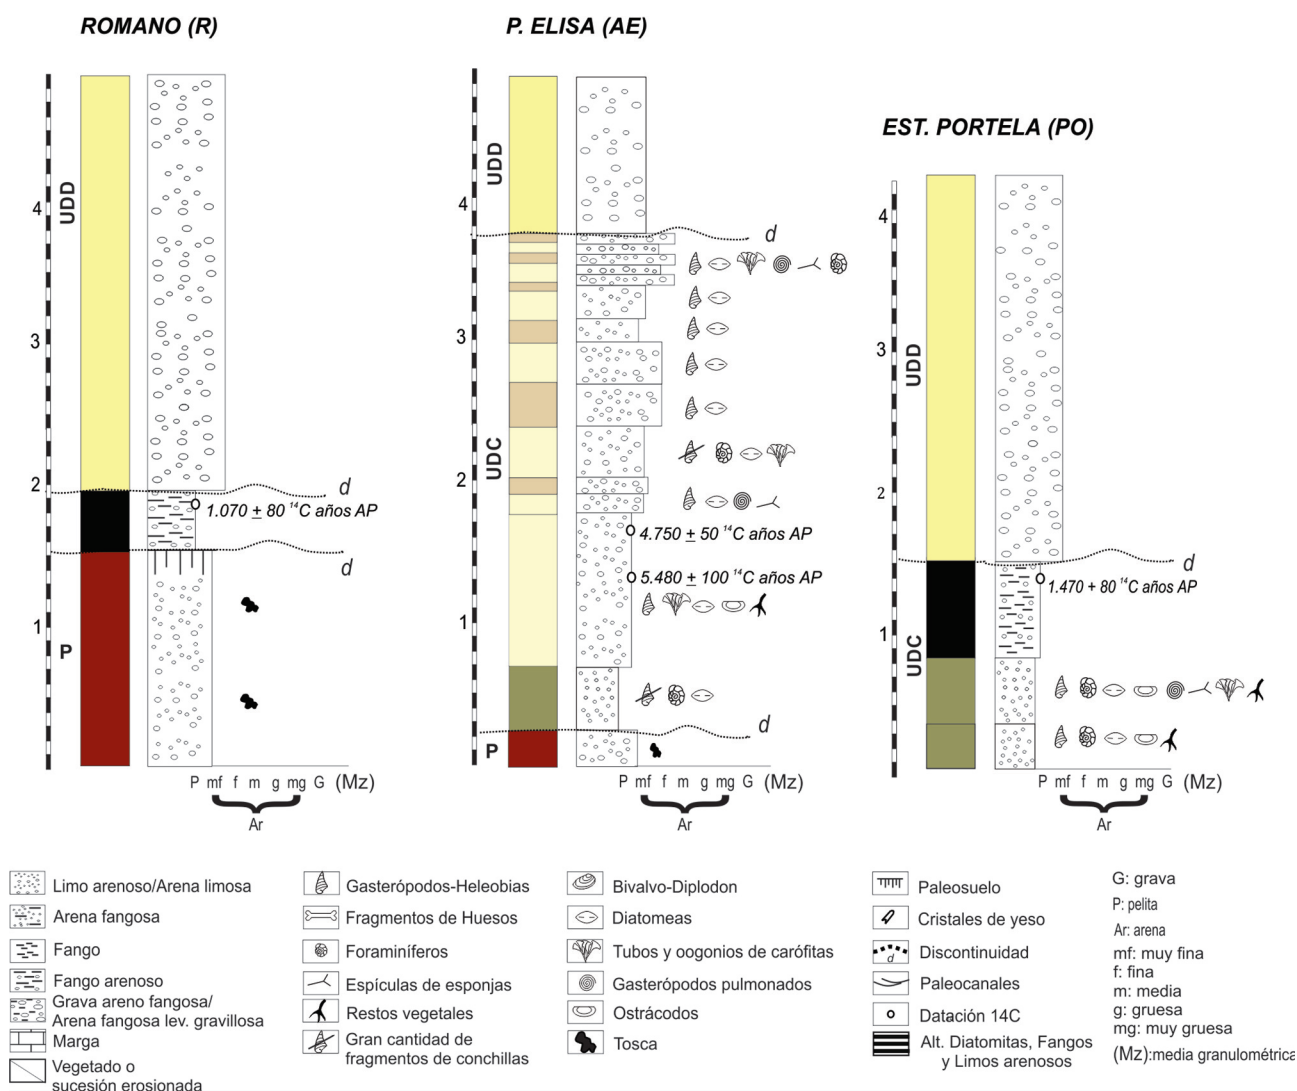 ROMANO (R)
4
3
2
1
UDD
P
d
1.070 ± 80 ¹⁴C años AP
d
P mf f m g mg G (Mz)
Ar
P. ELISA (AE)
4
3
2
1
UDD
UDC
P
d
4.750 ± 50 ¹⁴C años AP
5.480 ± 100 ¹⁴C años AP
d
P mf f m g mg G (Mz)
Ar
EST. PORTELA (PO)
4
3
2
1
UDD
UDC
d
1.470 + 80 ¹⁴C años AP
P mf f m g mg G (Mz)
Ar
Limo arenoso/Arena limosa
Arena fangosa
Fango
Fango arenoso
Grava areno fangosa/
Arena fangosa lev. gravillosa
Marga
Vegetado o
sucesión erosionada
Gasterópodos-Heleobias
Fragmentos de Huesos
Foraminíferos
Espículas de esponjas
Restos vegetales
Gran cantidad de
fragmentos de conchillas
Bivalvo-Diplodon
Diatomeas
Tubos y oogonios de carófitas
Gasterópodos pulmonados
Ostrácodos
Tosca
Paleosuelo
Cristales de yeso
d
Discontinuidad
Paleocanales
Datación 14C
Alt. Diatomitas, Fangos
y Limos arenosos
G: grava
P: pelita
Ar: arena
mf: muy fina
f: fina
m: media
g: gruesa
mg: muy gruesa
(Mz):media granulométrica